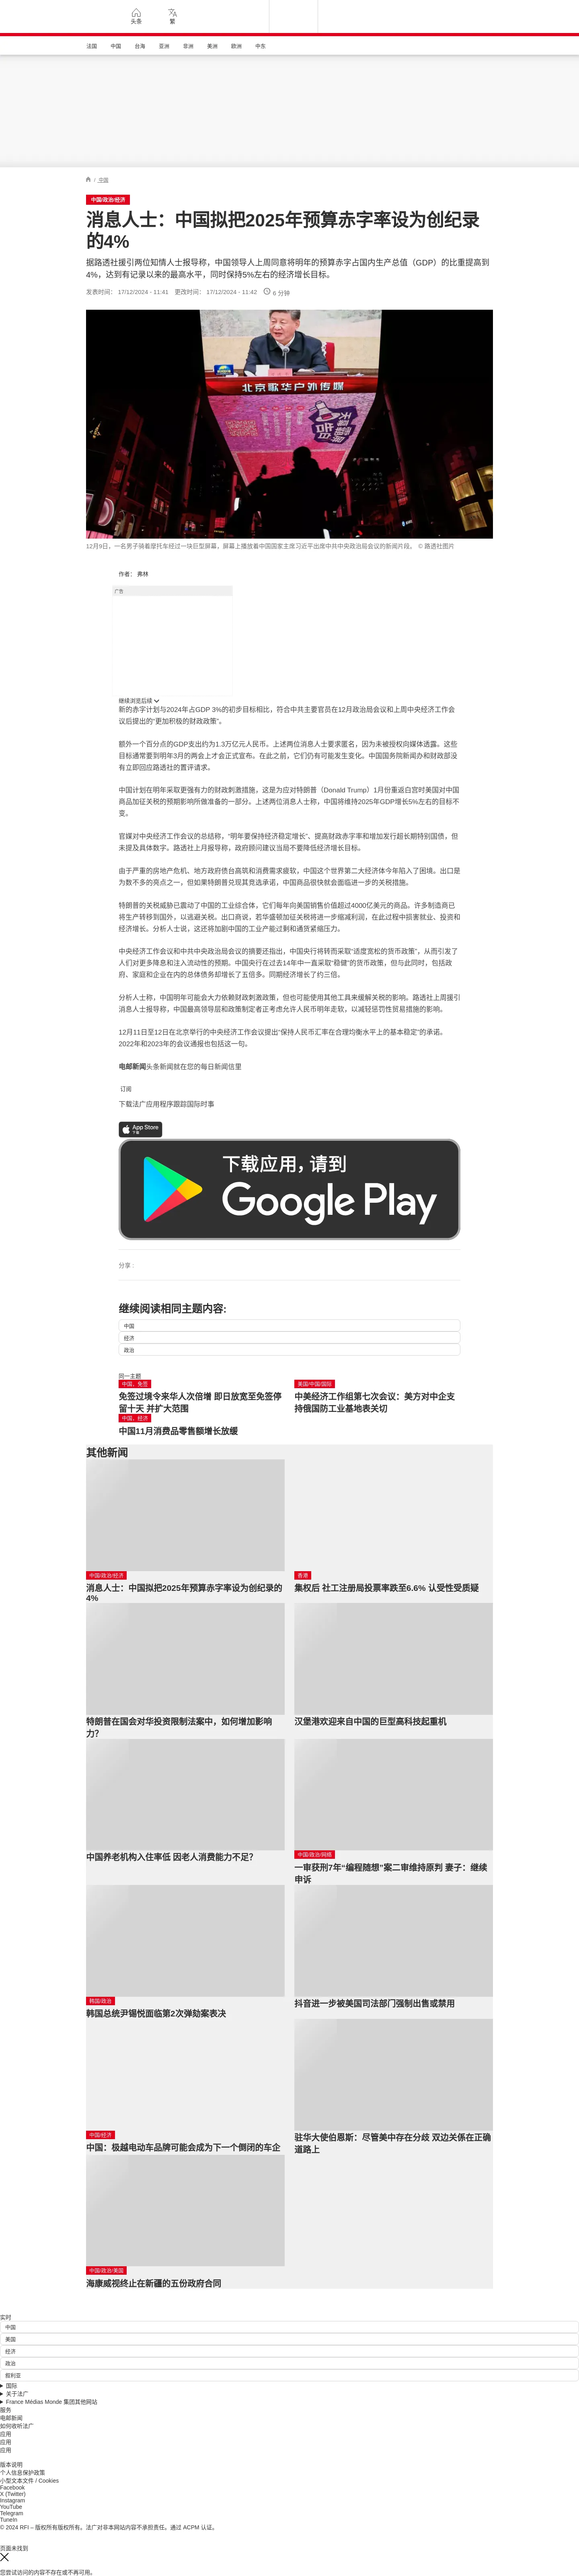 头条
繁
法国
中国
台海
亚洲
非洲
美洲
欧洲
中东
/ 中国
中国/政治/经济
消息人士：中国拟把2025年预算赤字率设为创纪录
的4%
据路透社援引两位知情人士报导称，中国领导人上周同意将明年的预算赤字占国内生产总值（GDP）的比重提高到
4%，达到有记录以来的最高水平，同时保持5%左右的经济增长目标。
发表时间： 17/12/2024 - 11:41 更改时间： 17/12/2024 - 11:42 6 分钟
北京歌华户外传媒
12月9日，一名男子骑着摩托车经过一块巨型屏幕，屏幕上播放着中国国家主席习近平出席中共中央政治局会议的新闻片段。 © 路透社图片
作者： 弗林
广告
继续浏览后续
新的赤字计划与2024年占GDP 3%的初步目标相比，符合中共主要官员在12月政治局会议和上周中央经济工作会
议后提出的“更加积极的财政政策”。
额外一个百分点的GDP支出约为1.3万亿元人民币。上述两位消息人士要求匿名，因为未被授权向媒体透露。这些
目标通常要到明年3月的两会上才会正式宣布。在此之前，它们仍有可能发生变化。中国国务院新闻办和财政部没
有立即回应路透社的置评请求。
中国计划在明年采取更强有力的财政刺激措施，这是为应对特朗普（Donald Trump）1月份重返白宫时美国对中国
商品加征关税的预期影响所做准备的一部分。上述两位消息人士称，中国将维持2025年GDP增长5%左右的目标不
变。
官媒对中央经济工作会议的总结称，“明年要保持经济稳定增长”、提高财政赤字率和增加发行超长期特别国债，但
未提及具体数字。路透社上月报导称，政府顾问建议当局不要降低经济增长目标。
由于严重的房地产危机、地方政府债台高筑和消费需求疲软，中国这个世界第二大经济体今年陷入了困境。出口是
为数不多的亮点之一，但如果特朗普兑现其竞选承诺，中国商品很快就会面临进一步的关税措施。
特朗普的关税威胁已震动了中国的工业综合体，它们每年向美国销售价值超过4000亿美元的商品。许多制造商已
将生产转移到国外，以逃避关税。出口商说，若华盛顿加征关税将进一步缩减利润，在此过程中损害就业、投资和
经济增长。分析人士说，这还将加剧中国的工业产能过剩和通货紧缩压力。
中央经济工作会议和中共中央政治局会议的摘要还指出，中国央行将转而采取“适度宽松的货币政策”，从而引发了
人们对更多降息和注入流动性的预期。中国央行在过去14年中一直采取“稳健”的货币政策，但与此同时，包括政
府、家庭和企业在内的总体债务却增长了五倍多。同期经济增长了约三倍。
分析人士称，中国明年可能会大力依赖财政刺激政策，但也可能使用其他工具来缓解关税的影响。路透社上周援引
消息人士报导称，中国最高领导层和政策制定者正考虑允许人民币明年走软，以减轻惩罚性贸易措施的影响。
12月11日至12日在北京举行的中央经济工作会议提出“保持人民币汇率在合理均衡水平上的基本稳定”的承诺。
2022年和2023年的会议通报也包括这一句。
电邮新闻头条新闻就在您的每日新闻信里
订阅
下载法广应用程序跟踪国际时事
App Store
下载
下载应用，请到
Google Play
分享 :
继续阅读相同主题内容:
中国
经济
政治
同一主题
中国，免签
免签过境令来华人次倍增 即日放宽至免签停
留十天 并扩大范围
美国/中国/国际
中美经济工作组第七次会议：美方对中企支
持俄国防工业基地表关切
中国，经济
中国11月消费品零售额增长放缓
其他新闻
中国/政治/经济
消息人士：中国拟把2025年预算赤字率设为创纪录的
4%
香港
集权后 社工注册局投票率跌至6.6% 认受性受质疑
特朗普在国会对华投资限制法案中，如何增加影响
力？
汉堡港欢迎来自中国的巨型高科技起重机
中国养老机构入住率低 因老人消费能力不足？
中国/政治/网络
一审获刑7年“编程随想”案二审维持原判 妻子：继续
申诉
韩国/政治
韩国总统尹锡悦面临第2次弹劾案表决
抖音进一步被美国司法部门强制出售或禁用
中国/经济
中国：极越电动车品牌可能会成为下一个倒闭的车企
驻华大使伯恩斯：尽管美中存在分歧 双边关係在正确
道路上
中国/政治/美国
海康威视终止在新疆的五份政府合同
实时
中国
美国
经济
政治
叙利亚
国际
关于法广
France Médias Monde 集团其他网站
服务
电邮新闻
如何收听法广
应用
应用
应用
版本说明
个人信息保护政策
小型文本文件 / Cookies
Facebook
X (Twitter)
Instagram
YouTube
Telegram
TuneIn
© 2024 RFI – 版权所有版权所有。法广对非本网站内容不承担责任。通过 ACPM 认证。
页面未找到
您尝试访问的内容不存在或不再可用。